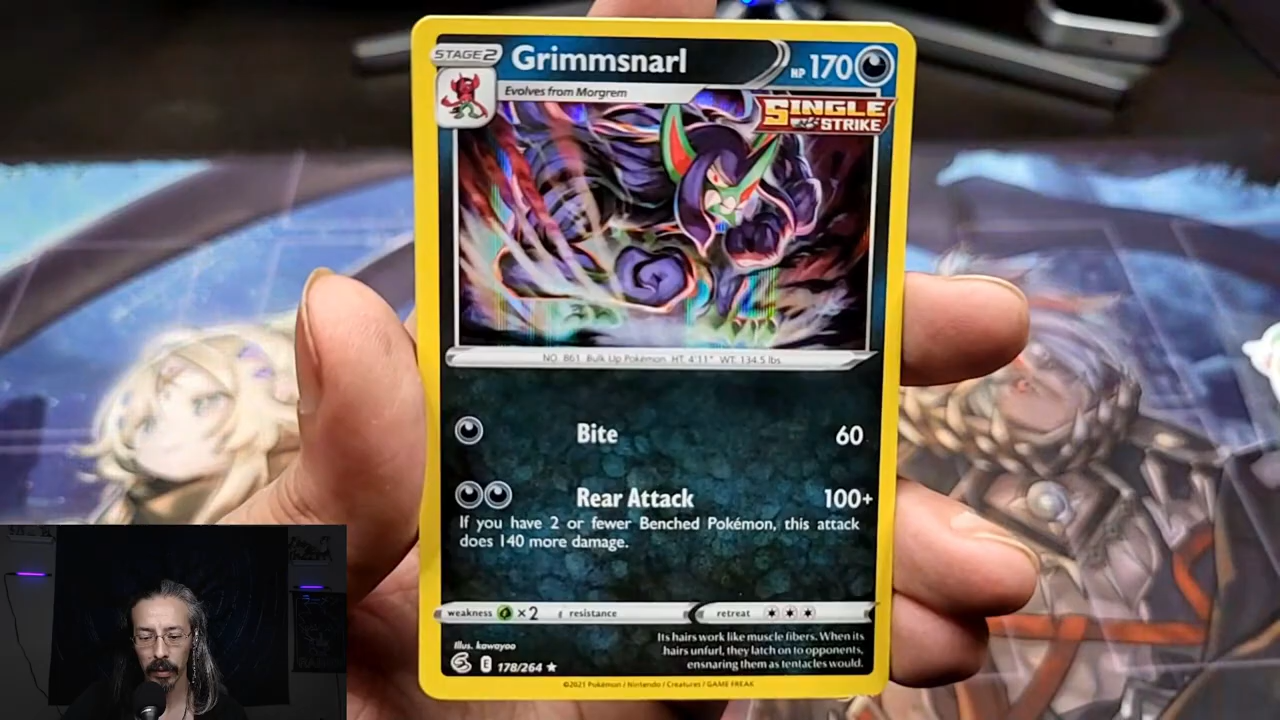 STAGE 2
Grimmsnarl
HP 170
Evolves from Morgrem
SINGLE
STRIKE
NO. 861 Bulk Up Pokémon HT: 4'11" WT: 134.5 lbs
Bite 60
Rear Attack 100+
If you have 2 or fewer Benched Pokémon, this attack
does 140 more damage.
weakness ×2 resistance retreat
Illus. kawayoo
Its hairs work like muscle fibers. When its
hairs unfurl, they latch on to opponents,
ensnaring them as tentacles would.
E 178/264 ★
©2021 Pokémon / Nintendo / Creatures / GAME FREAK